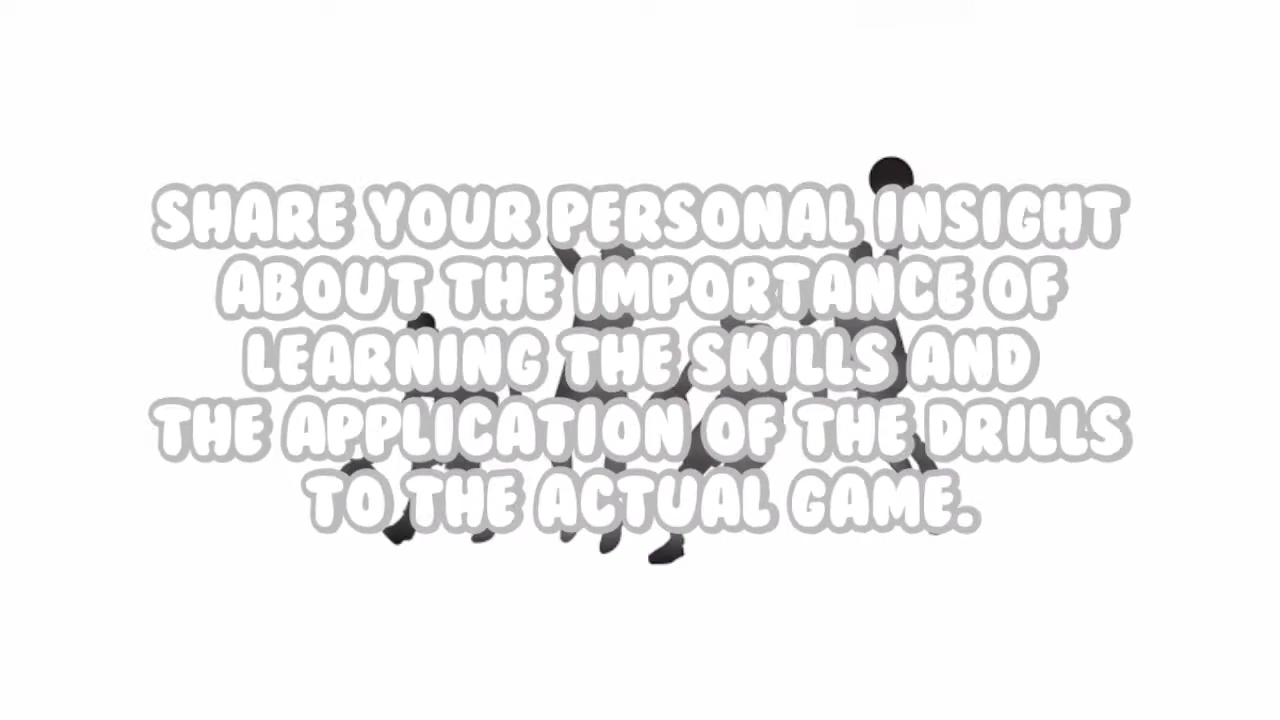 SHARE YOUR PERSONAL INSIGHT
ABOUT THE IMPORTANCE OF
LEARNING THE SKILLS AND
THE APPLICATION OF THE DRILLS
TO THE ACTUAL GAME.